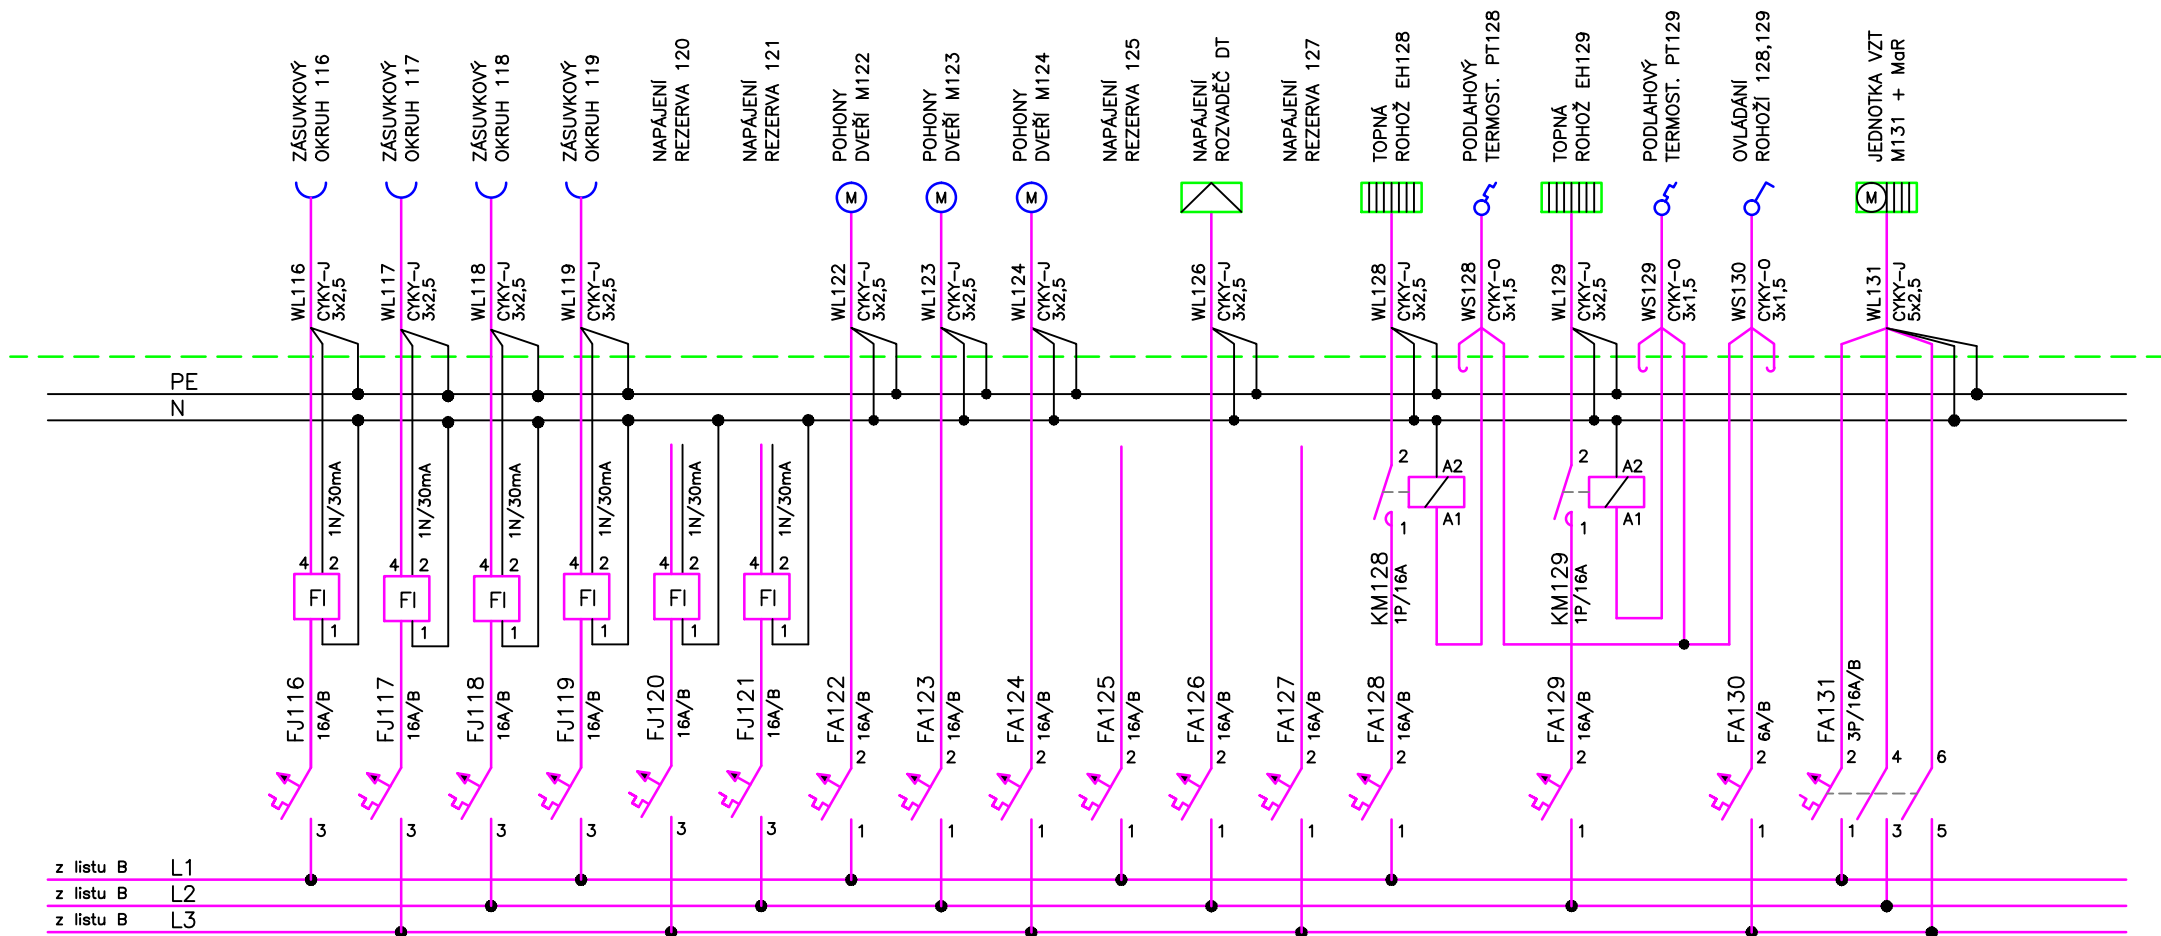 ZÁSUVKOVÝ
OKRUH 116
ZÁSUVKOVÝ
OKRUH 117
ZÁSUVKOVÝ
OKRUH 118
ZÁSUVKOVÝ
OKRUH 119
NAPÁJENÍ
REZERVA 120
NAPÁJENÍ
REZERVA 121
POHONY
DVEŘÍ M122
POHONY
DVEŘÍ M123
POHONY
DVEŘÍ M124
NAPÁJENÍ
REZERVA 125
NAPÁJENÍ
ROZVADĚČ DT
NAPÁJENÍ
REZERVA 127
TOPNÁ
ROHOŽ EH128
PODLAHOVÝ
TERMOST. PT128
TOPNÁ
ROHOŽ EH129
PODLAHOVÝ
TERMOST. PT129
OVLÁDÁNÍ
ROHOŽÍ 128,129
JEDNOTKA VZT
M131 + MaR
M
M
M
M
WL116
CYKY-J
3x2,5
WL117
CYKY-J
3x2,5
WL118
CYKY-J
3x2,5
WL119
CYKY-J
3x2,5
WL122
CYKY-J
3x2,5
WL123
CYKY-J
3x2,5
WL124
CYKY-J
3x2,5
WL126
CYKY-J
3x2,5
WL128
CYKY-J
3x2,5
WS128
CYKY-O
3x1,5
WL129
CYKY-J
3x2,5
WS129
CYKY-O
3x1,5
WS130
CYKY-O
3x1,5
WL131
CYKY-J
5x2,5
PE
N
1N/30mA
1N/30mA
1N/30mA
1N/30mA
1N/30mA
1N/30mA
2
A2
A1
1
2
A2
A1
1
4 2
FI
1
4 2
FI
1
4 2
FI
1
4 2
FI
1
4 2
FI
1
4 2
FI
1
KM128
1P/16A
KM129
1P/16A
FJ116
16A/B
FJ117
16A/B
FJ118
16A/B
FJ119
16A/B
FJ120
16A/B
FJ121
16A/B
FA122
16A/B
FA123
16A/B
FA124
16A/B
FA125
16A/B
FA126
16A/B
FA127
16A/B
FA128
16A/B
FA129
16A/B
FA130
6A/B
FA131
3P/16A/B
2 2 2 2 2 2 2 2 2 2 4 6
3 3 3 3 3 3 1 1 1 1 1 1 1 1 1 1 3 5
z listu B L1
z listu B L2
z listu B L3